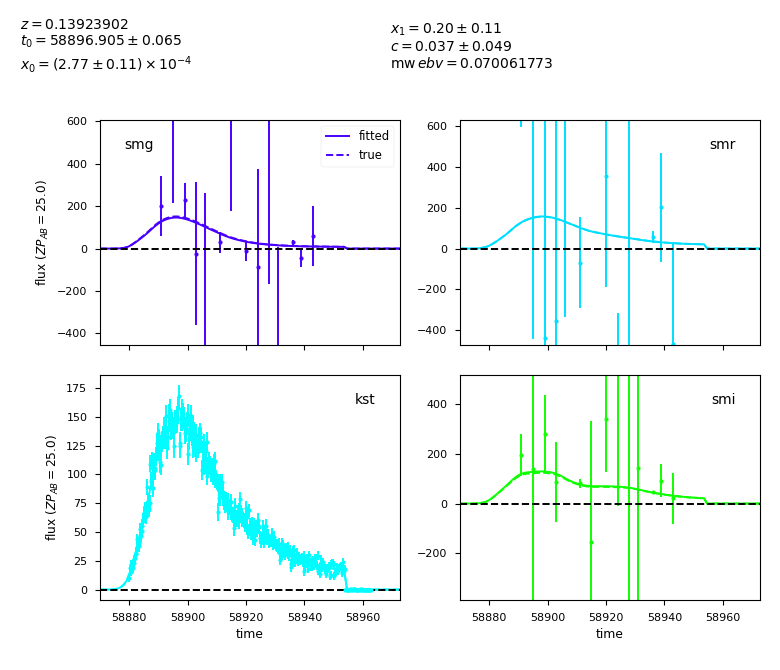 z = 0.13923902
t₀ = 58896.905 ± 0.065
x₀ = (2.77 ± 0.11) × 10⁻⁴
x₁ = 0.20 ± 0.11
c = 0.037 ± 0.049
mw ebv = 0.070061773
smg
fitted
true
600
400
200
0
−200
−400
flux (ZP_AB = 25.0)
smr
600
400
200
0
−200
−400
kst
175
150
125
100
75
50
25
0
flux (ZP_AB = 25.0)
58880 58900 58920 58940 58960
time
smi
400
200
0
−200
58880 58900 58920 58940 58960
time